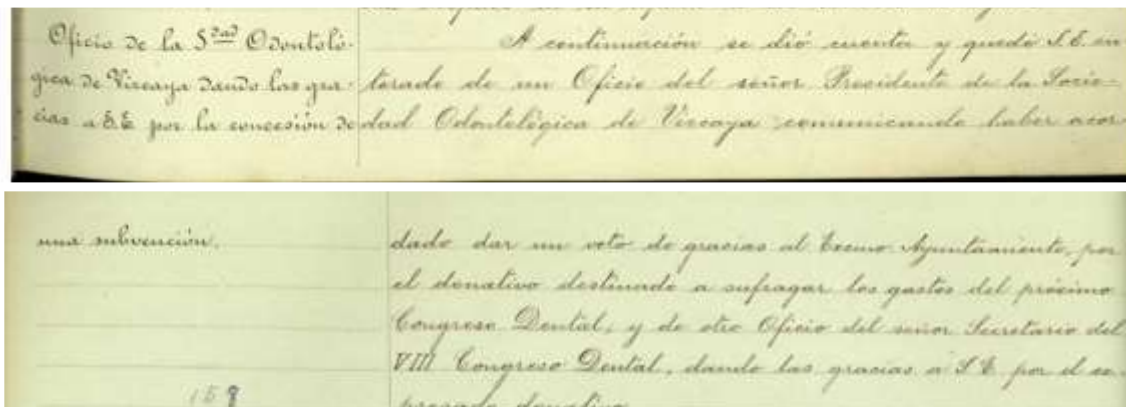 Oficio de la S.dad Odontoló-
gica de Vizcaya dando las gra-
cias a S.E. por la concesión de
A continuación se dió cuenta y quedó S.E. en
terado de un Oficio del señor Presidente de la Socie-
dad Odontológica de Vizcaya comunicando haber acor
una subvención.
158
dado dar un voto de gracias al Excmo Ayuntamiento, por
el donativo destinado a sufragar los gastos del próximo
Congreso Dental, y de otro Oficio del señor Secretario del
VIII Congreso Dental, dando las gracias a S.E. por el ex-
presado donativo